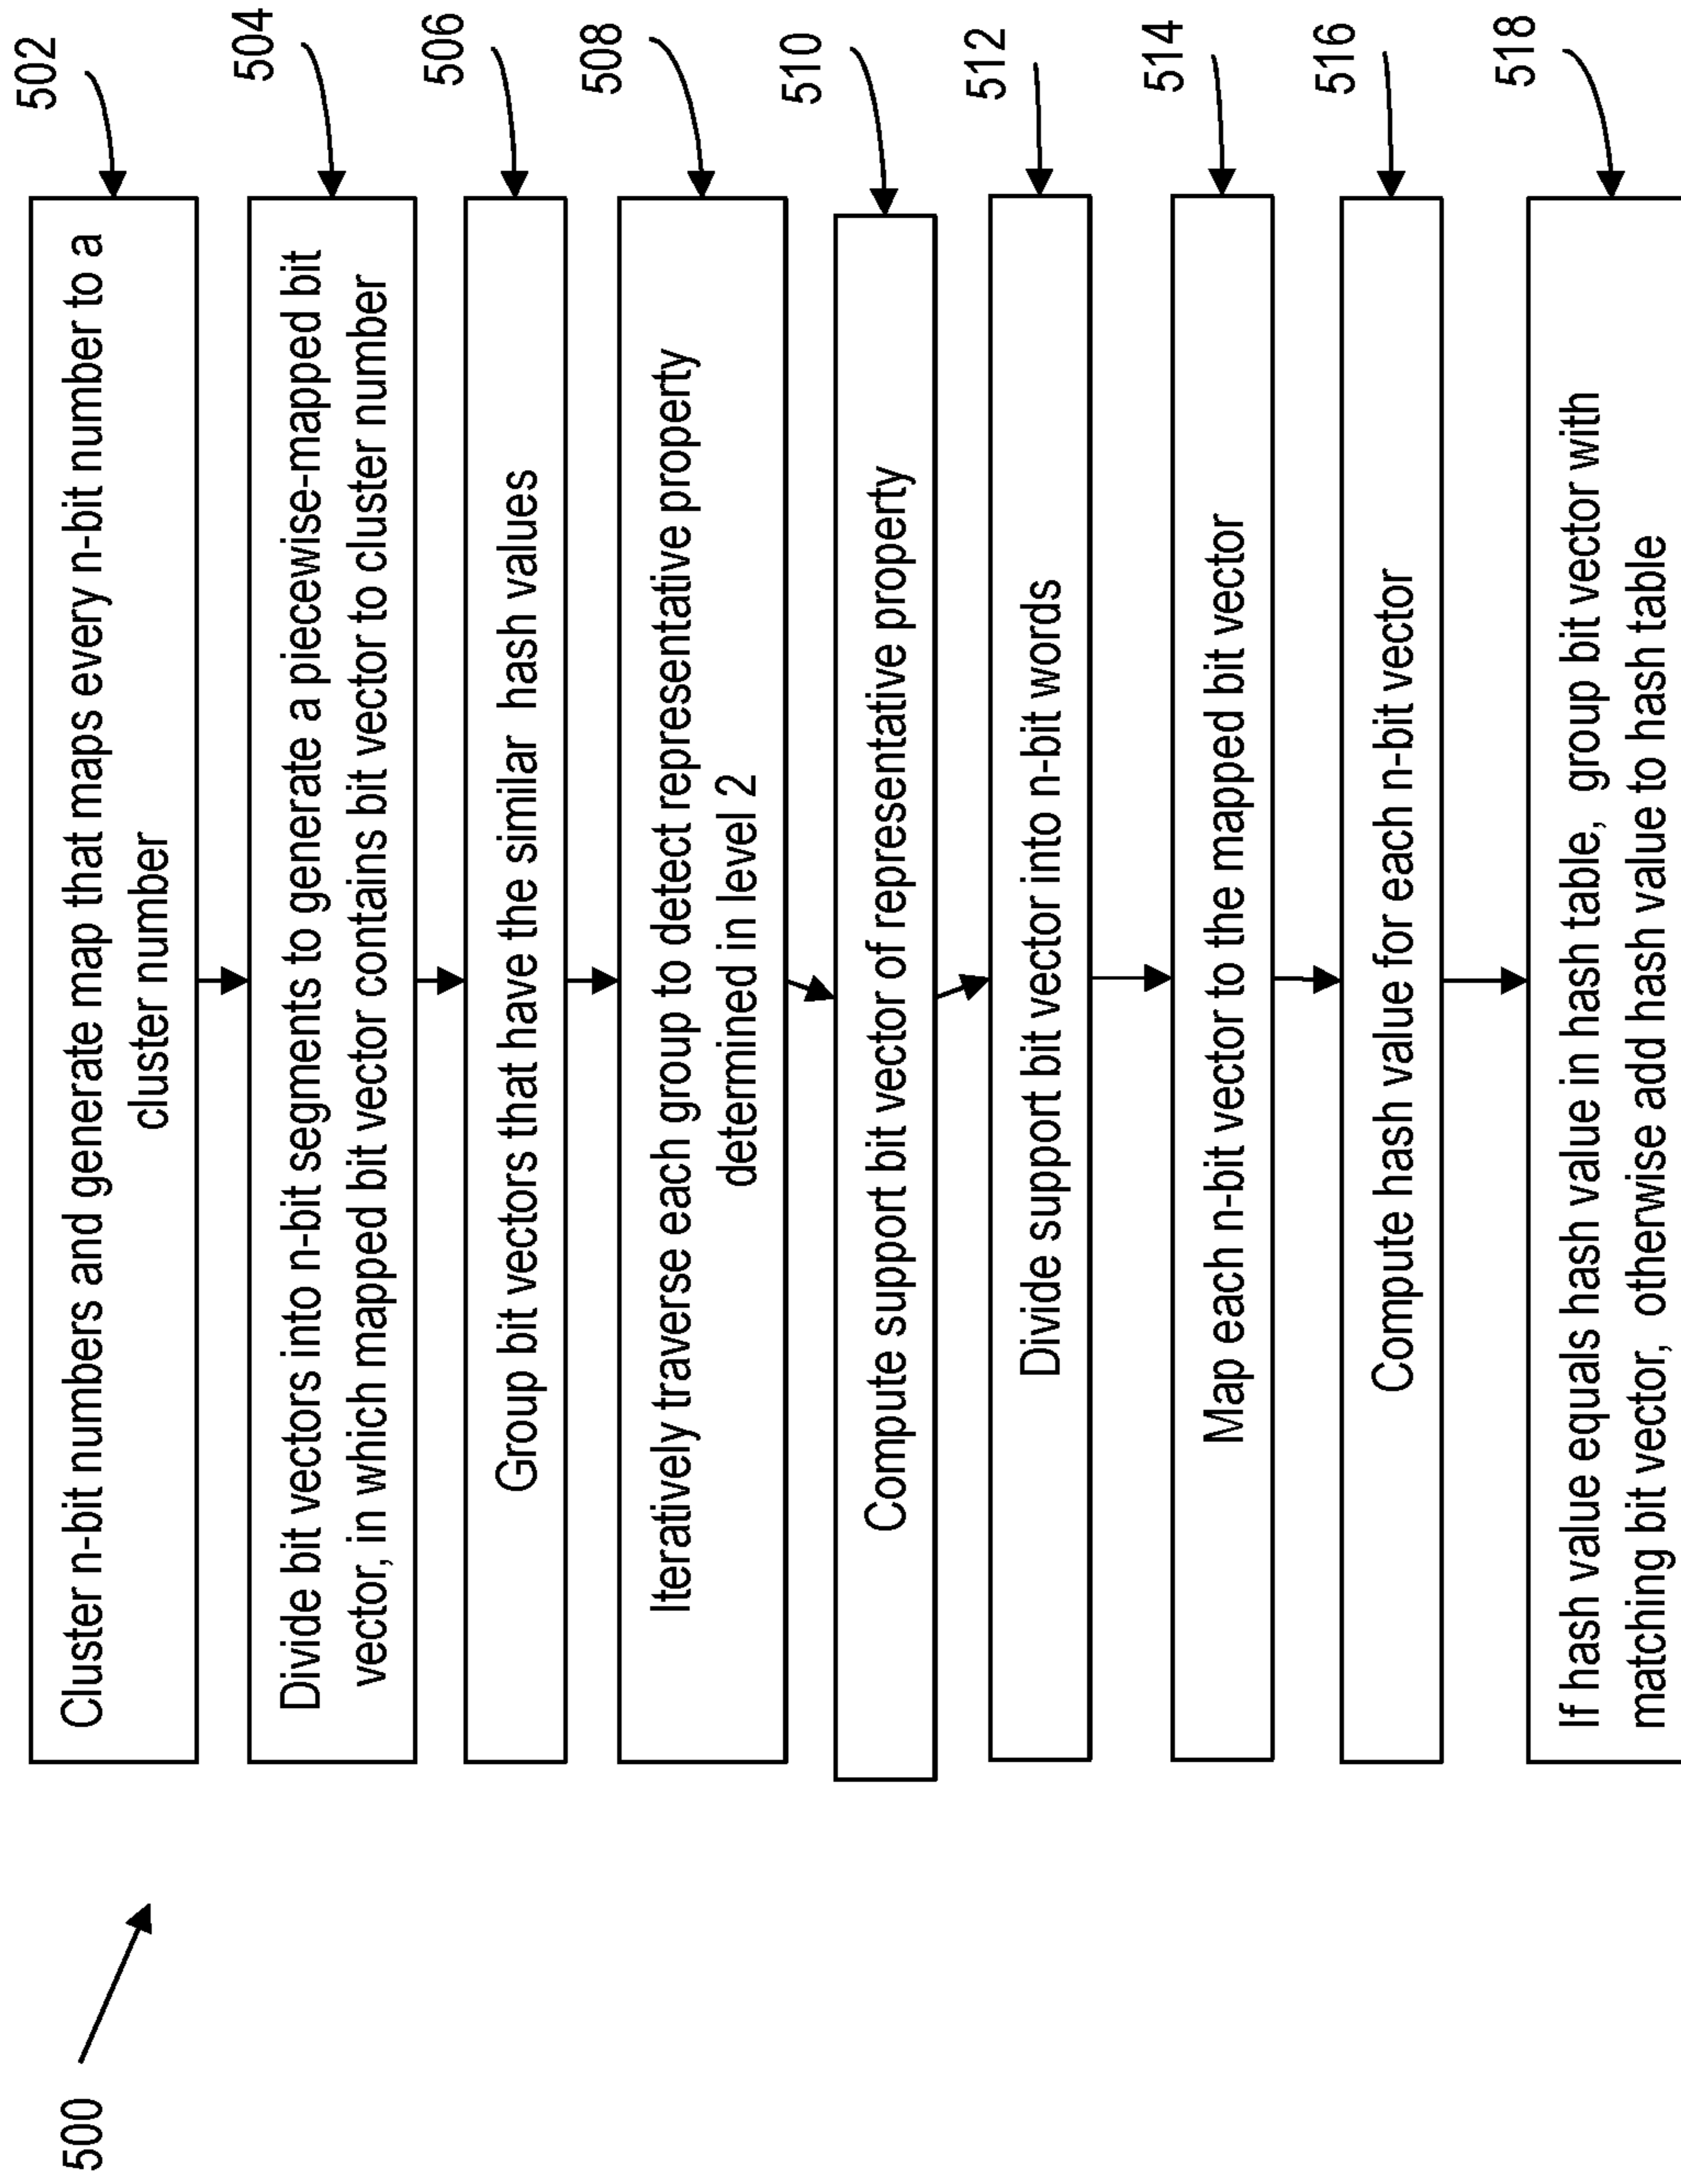 500
Cluster n-bit numbers and generate map that maps every n-bit number to a
cluster number
502
Divide bit vectors into n-bit segments to generate a piecewise-mapped bit
vector, in which mapped bit vector contains bit vector to cluster number
504
Group bit vectors that have the similar hash values
506
Iteratively traverse each group to detect representative property
determined in level 2
508
Compute support bit vector of representative property
510
Divide support bit vector into n-bit words
512
Map each n-bit vector to the mapped bit vector
514
Compute hash value for each n-bit vector
516
If hash value equals hash value in hash table, group bit vector with
matching bit vector, otherwise add hash value to hash table
518